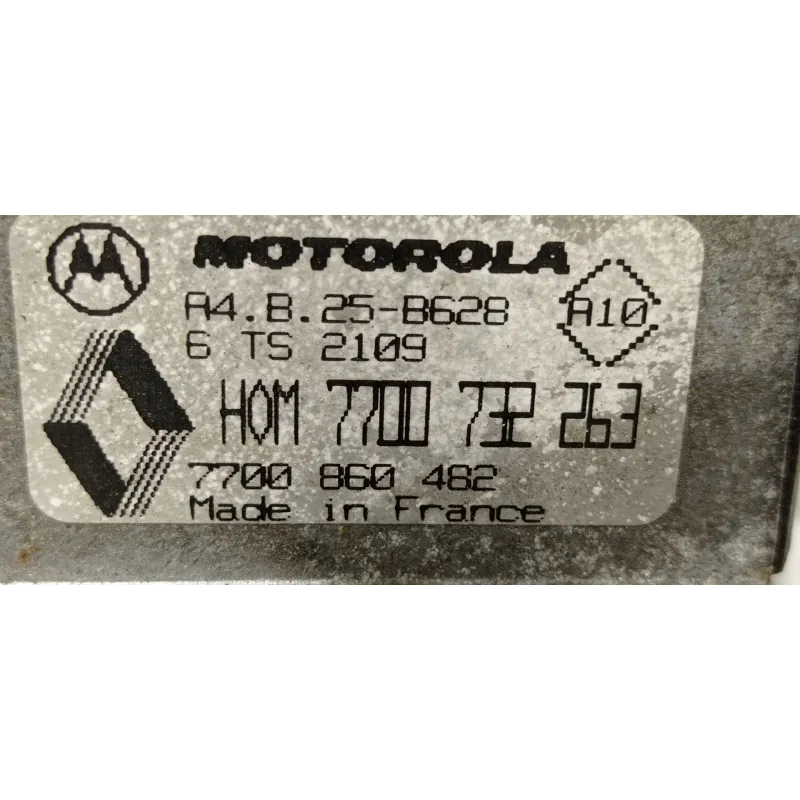 MOTOROLA
A4.B.25-B628
A10
6 TS 2109
HOM 7700 732 263
7700 860 482
Made in France